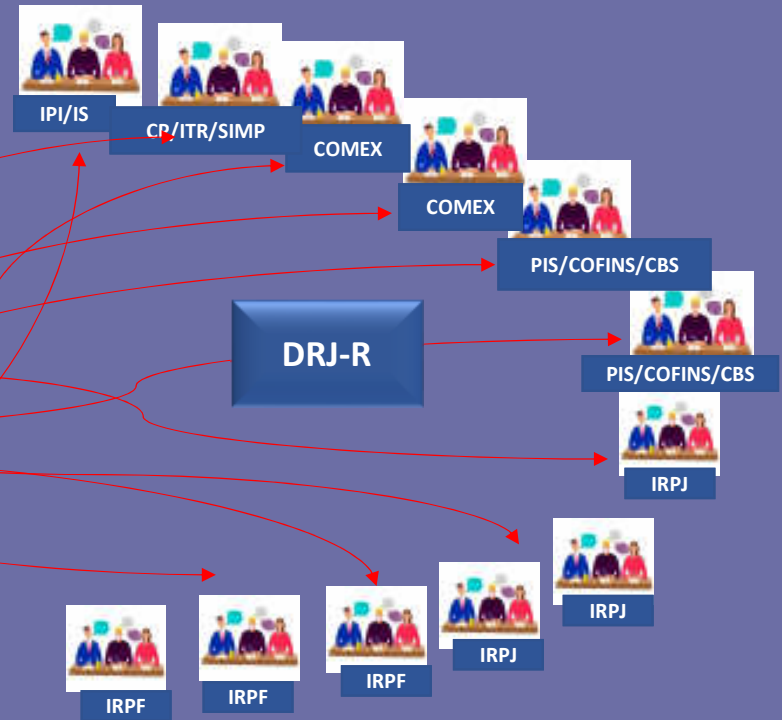 IPI/IS
CP/ITR/SIMP
COMEX
COMEX
PIS/COFINS/CBS
DRJ-R
PIS/COFINS/CBS
IRPJ
IRPJ
IRPJ
IRPF
IRPF
IRPF